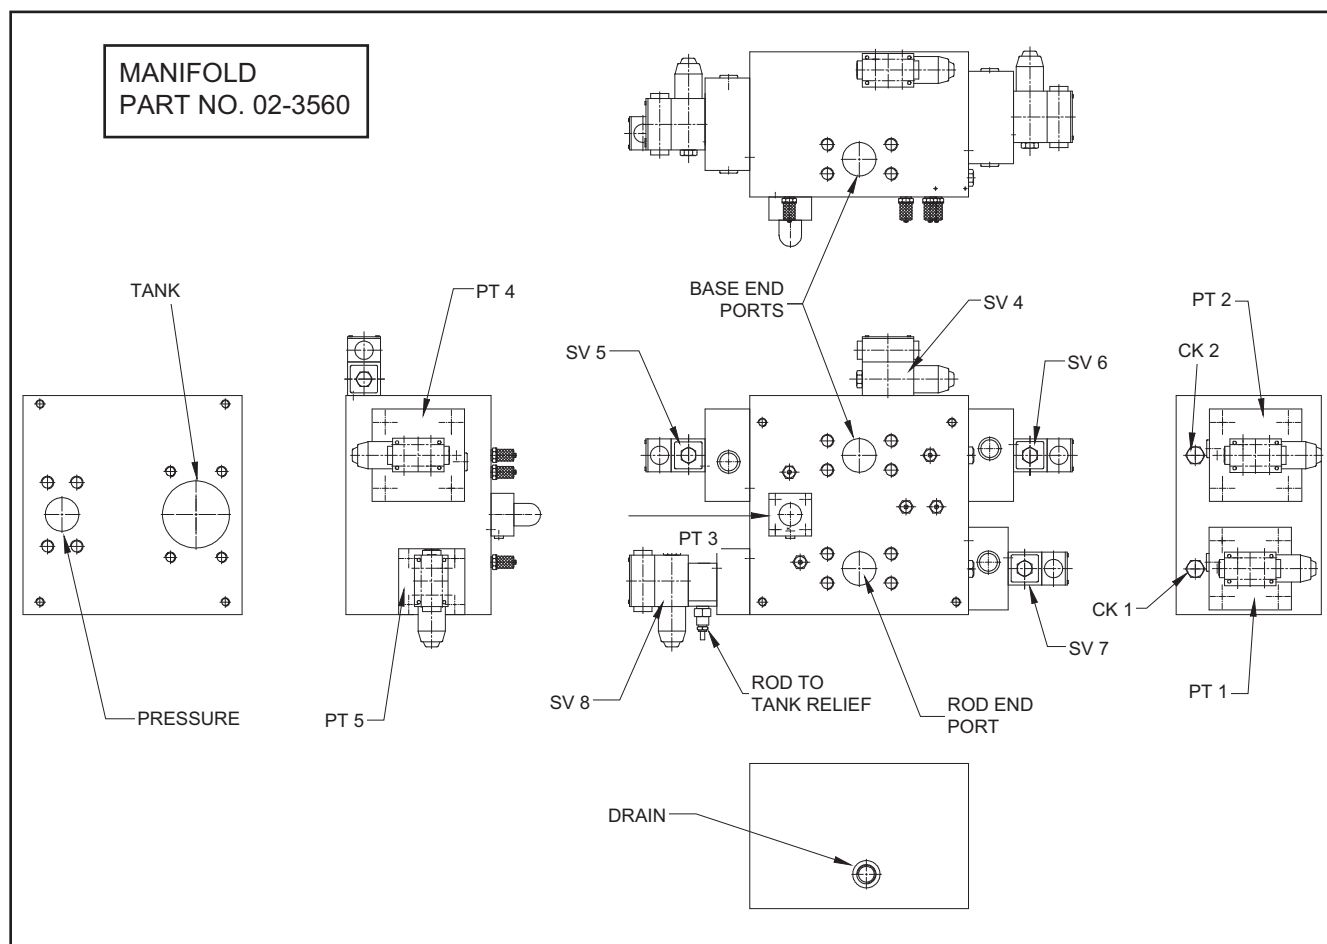 MANIFOLD
PART NO. 02-3560
TANK
PT 4
BASE END
PORTS
SV 4
PT 2
SV 5
SV 6
CK 2
PT 3
CK 1
SV 7
PT 1
ROD TO
TANK RELIEF
SV 8
ROD END
PORT
PRESSURE
PT 5
DRAIN